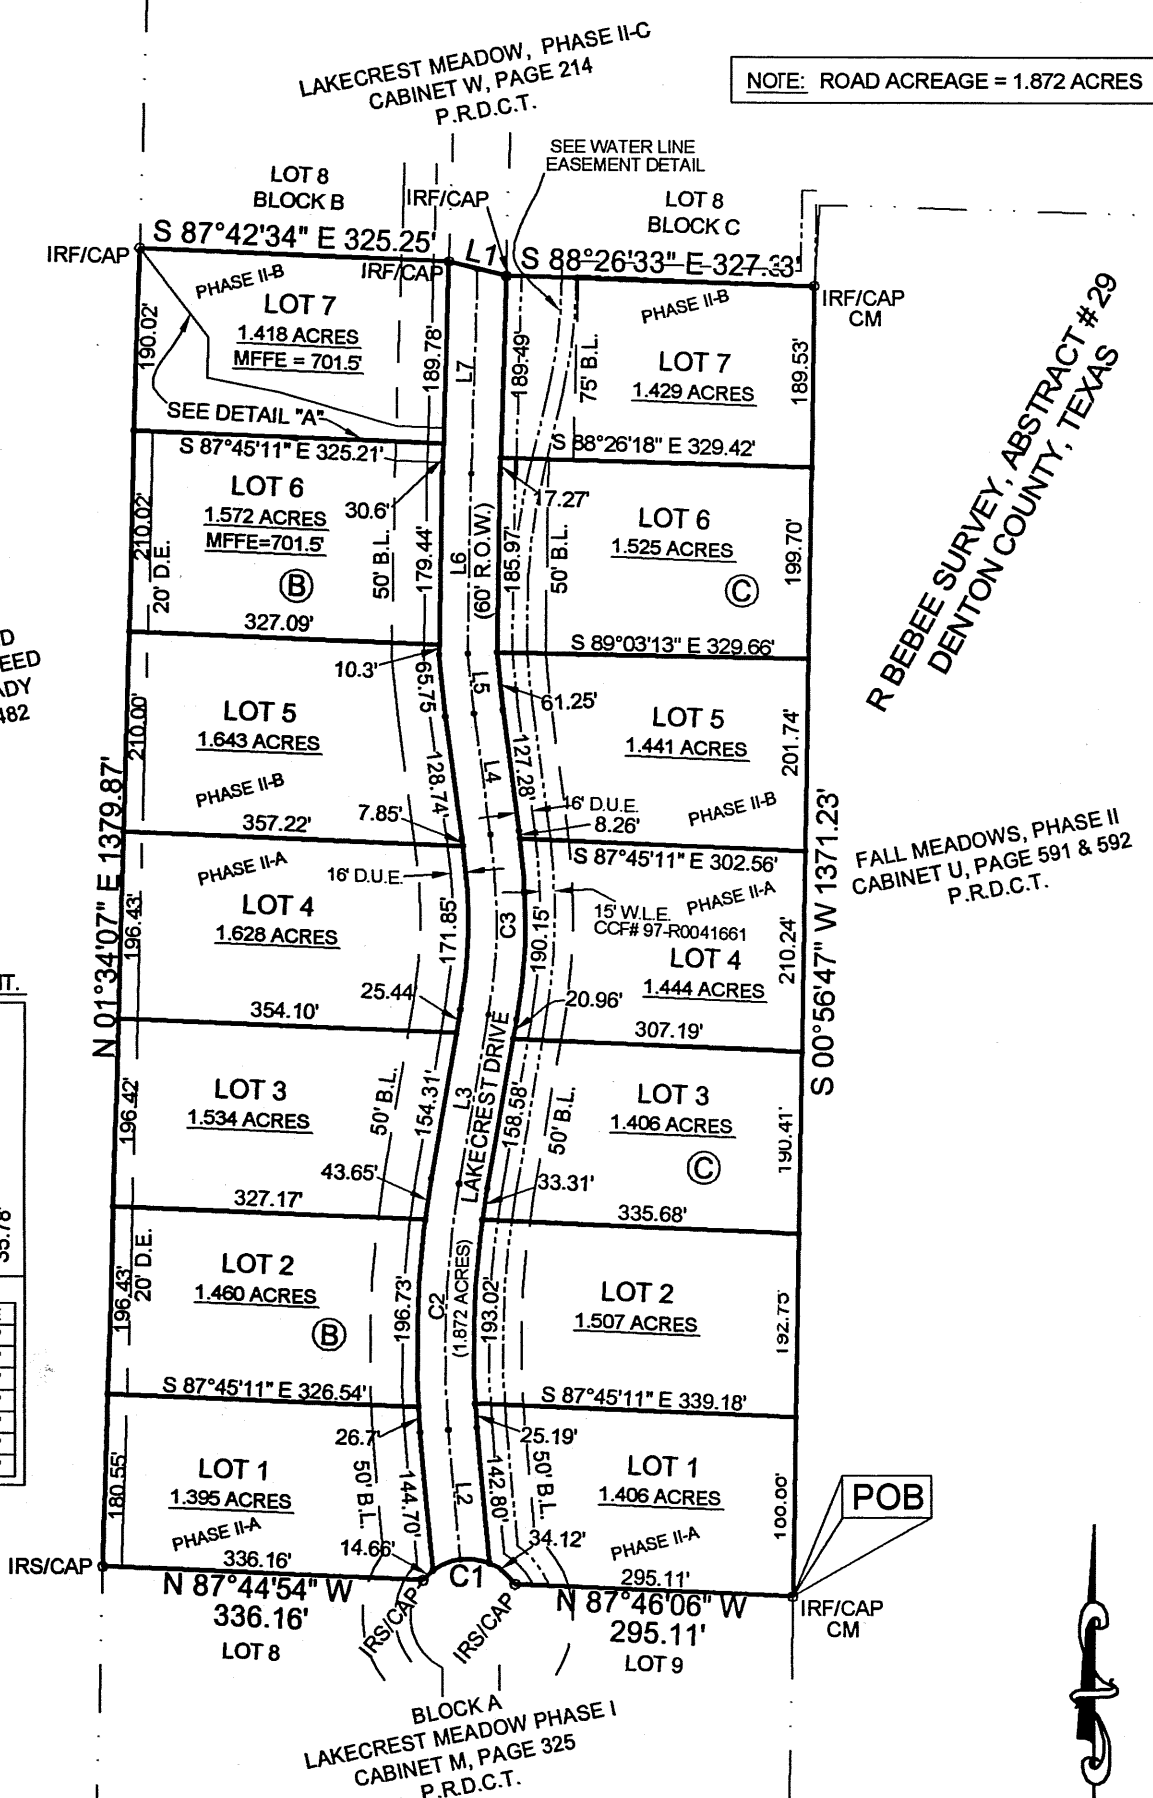 LAKECREST MEADOW, PHASE II-C
CABINET W, PAGE 214
P.R.D.C.T.
NOTE: ROAD ACREAGE = 1.872 ACRES
SEE WATER LINE
EASEMENT DETAIL
LOT 8
BLOCK B
IRF/CAP
LOT 8
BLOCK C
S 87°42'34" E 325.25'
L1
S 88°26'33" E 327.33'
IRF/CAP
IRF/CAP
IRF/CAP
CM
PHASE II-B
LOT 7
1.418 ACRES
MFFE = 701.5'
190.02'
189.78'
L7
189.49'
75' B.L.
PHASE II-B
LOT 7
1.429 ACRES
189.53'
SEE DETAIL "A"
S 87°45'11" E 325.21'
S 88°26'18" E 329.42'
R BEBEE SURVEY, ABSTRACT # 29
DENTON COUNTY, TEXAS
LOT 6
1.572 ACRES
MFFE=701.5'
B
210.02'
20' D.E.
30.6'
50' B.L.
179.44'
L6
(60' R.O.W.)
185.97'
17.27'
50' B.L.
LOT 6
1.525 ACRES
C
199.70'
327.09'
S 89°03'13" E 329.66'
D
EED
ADY
482
10.3'
65.75
L5
61.25'
LOT 5
1.643 ACRES
210.00'
PHASE II-B
128.74'
L4
127.28'
LOT 5
1.441 ACRES
201.74'
PHASE II-B
16' D.U.E.
7.85'
8.26'
357.22'
S 87°45'11" E 302.56'
N 01°34'07" E 1379.87'
S 00°56'47" W 1371.23'
FALL MEADOWS, PHASE II
CABINET U, PAGE 591 & 592
P.R.D.C.T.
PHASE II-A
16' D.U.E.
LOT 4
1.628 ACRES
196.43'
171.85'
C3
190.15'
PHASE II-A
15' W.L.E.
CCF# 97-R0041661
LOT 4
1.444 ACRES
210.24'
25.44'
20.96'
354.10'
307.19'
IT.
LOT 3
1.534 ACRES
196.42'
50' B.L.
154.31'
L3
LAKECREST DRIVE
158.58'
50' B.L.
LOT 3
1.406 ACRES
C
190.41'
43.65'
33.31'
327.17'
335.68'
35.78'
LOT 2
1.460 ACRES
B
196.43'
20' D.E.
196.73'
C2
(1.872 ACRES)
193.02'
LOT 2
1.507 ACRES
192.75'
S 87°45'11" E 326.54'
S 87°45'11" E 339.18'
26.7'
25.19'
LOT 1
1.395 ACRES
180.55'
PHASE II-A
50' B.L.
144.70'
L2
142.80'
50' B.L.
LOT 1
1.406 ACRES
PHASE II-A
POB
14.66'
34.12'
IRS/CAP
336.16'
C1
295.11'
N 87°44'54" W
336.16'
LOT 8
IRS/CAP
IRS/CAP
N 87°46'06" W
295.11'
LOT 9
IRF/CAP
CM
BLOCK A
LAKECREST MEADOW PHASE I
CABINET M, PAGE 325
P.R.D.C.T.